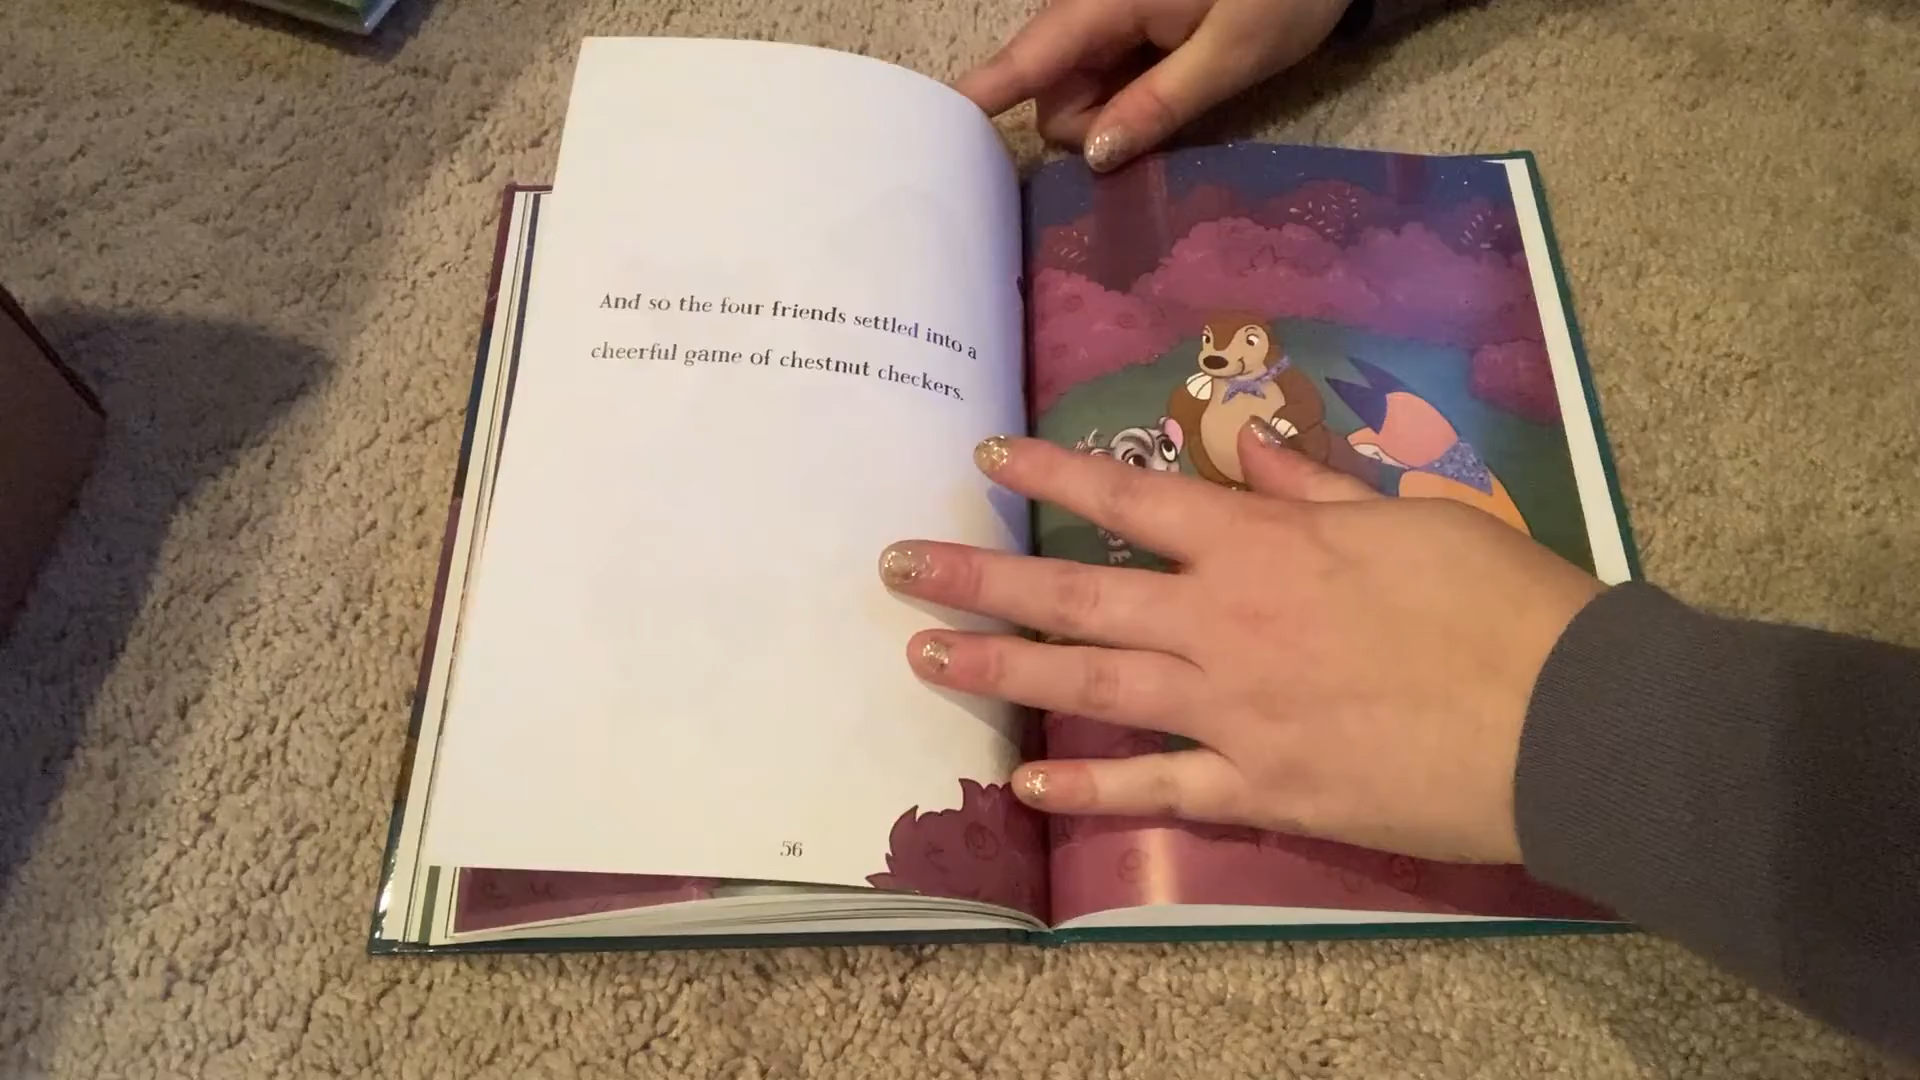 And so the four friends settled into a
cheerful game of chestnut checkers.
56